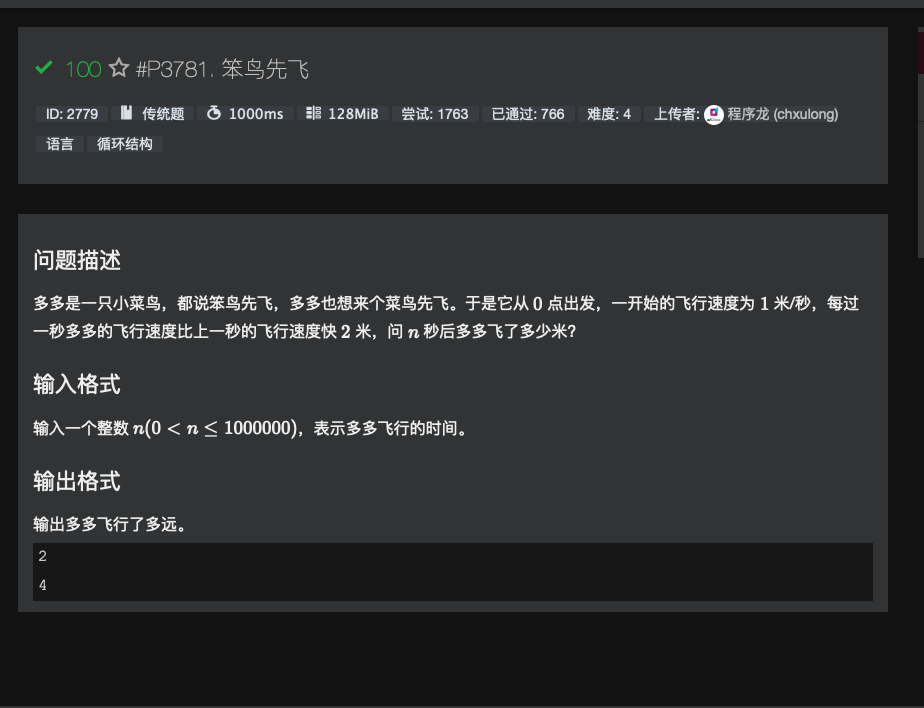 100 #P3781. 笨鸟先飞
ID: 2779 传统题 1000ms 128MiB 尝试: 1763 已通过: 766 难度: 4 上传者: 程序龙 (chxulong)
语言 循环结构
问题描述
多多是一只小菜鸟，都说笨鸟先飞，多多也想来个菜鸟先飞。于是它从 0 点出发，一开始的飞行速度为 1 米/秒，每过
一秒多多的飞行速度比上一秒的飞行速度快 2 米，问 n 秒后多多飞了多少米?
输入格式
输入一个整数 n(0 < n ≤ 1000000)，表示多多飞行的时间。
输出格式
输出多多飞行了多远。
2
4